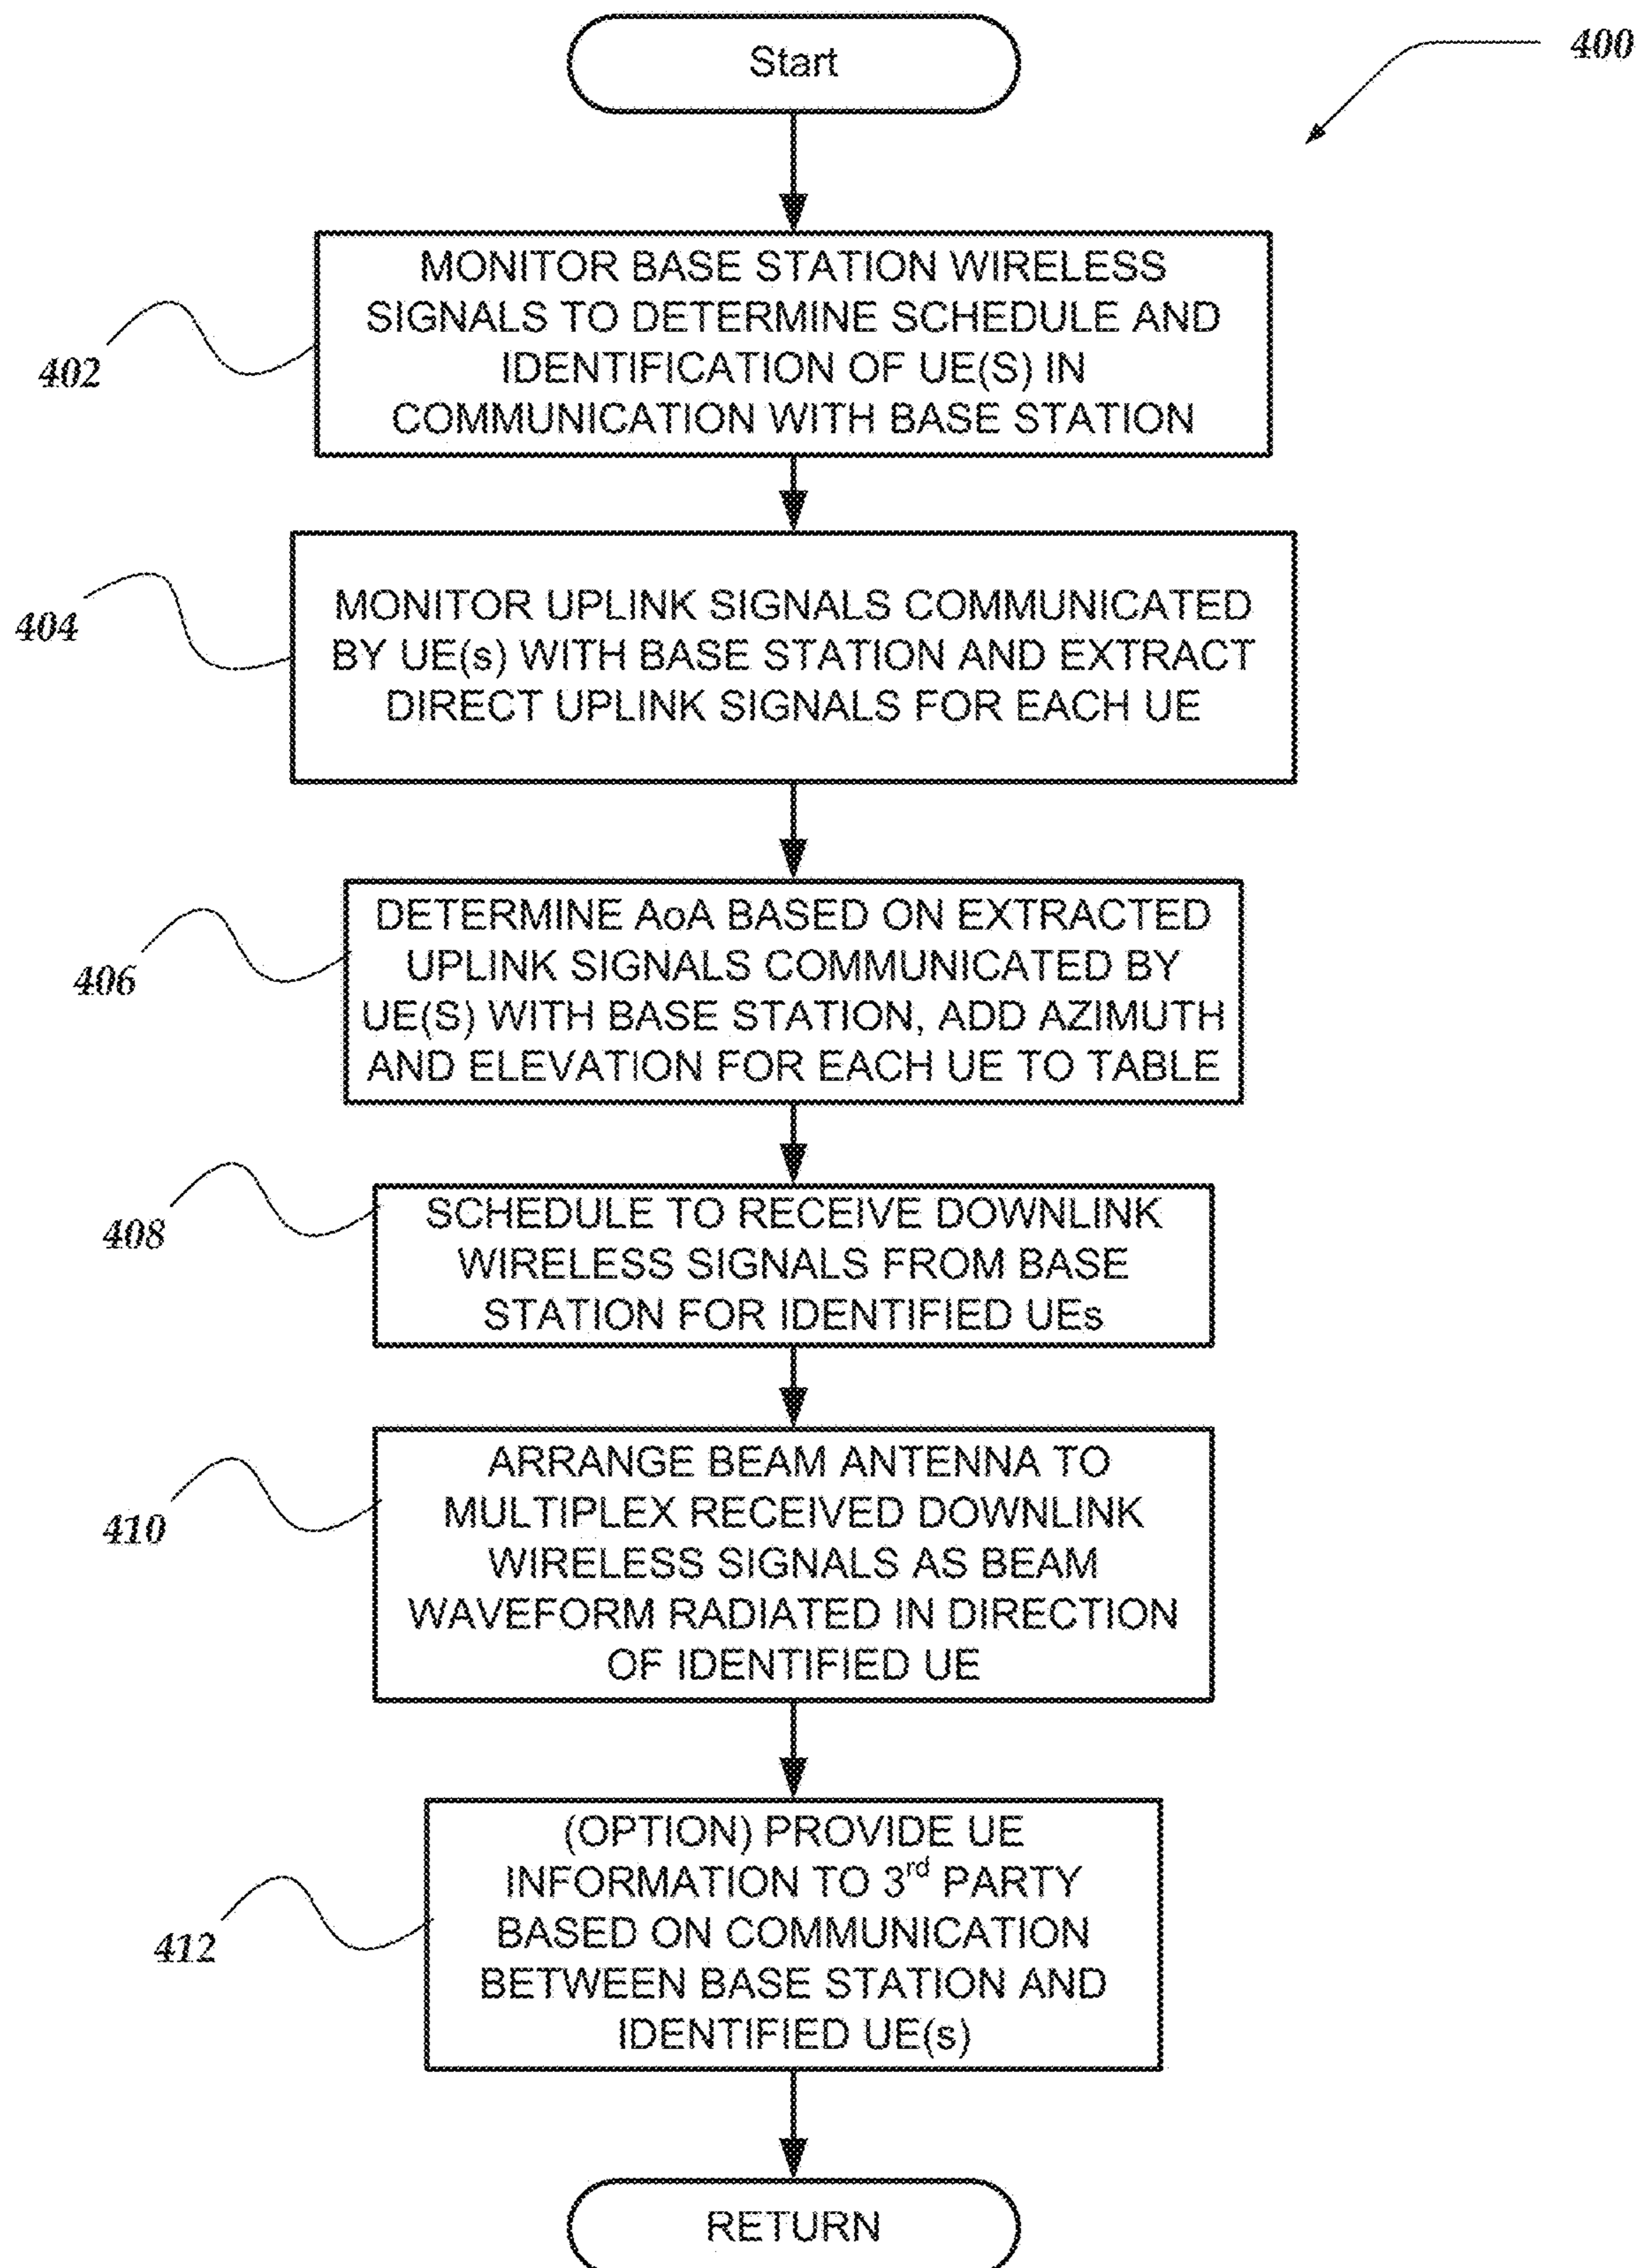 Start
400
MONITOR BASE STATION WIRELESS
SIGNALS TO DETERMINE SCHEDULE AND
IDENTIFICATION OF UE(S) IN
COMMUNICATION WITH BASE STATION
402
MONITOR UPLINK SIGNALS COMMUNICATED
BY UE(s) WITH BASE STATION AND EXTRACT
DIRECT UPLINK SIGNALS FOR EACH UE
404
DETERMINE AoA BASED ON EXTRACTED
UPLINK SIGNALS COMMUNICATED BY
UE(S) WITH BASE STATION, ADD AZIMUTH
AND ELEVATION FOR EACH UE TO TABLE
406
SCHEDULE TO RECEIVE DOWNLINK
WIRELESS SIGNALS FROM BASE
STATION FOR IDENTIFIED UEs
408
ARRANGE BEAM ANTENNA TO
MULTIPLEX RECEIVED DOWNLINK
WIRELESS SIGNALS AS BEAM
WAVEFORM RADIATED IN DIRECTION
OF IDENTIFIED UE
410
(OPTION) PROVIDE UE
INFORMATION TO 3rd PARTY
BASED ON COMMUNICATION
BETWEEN BASE STATION AND
IDENTIFIED UE(s)
412
RETURN